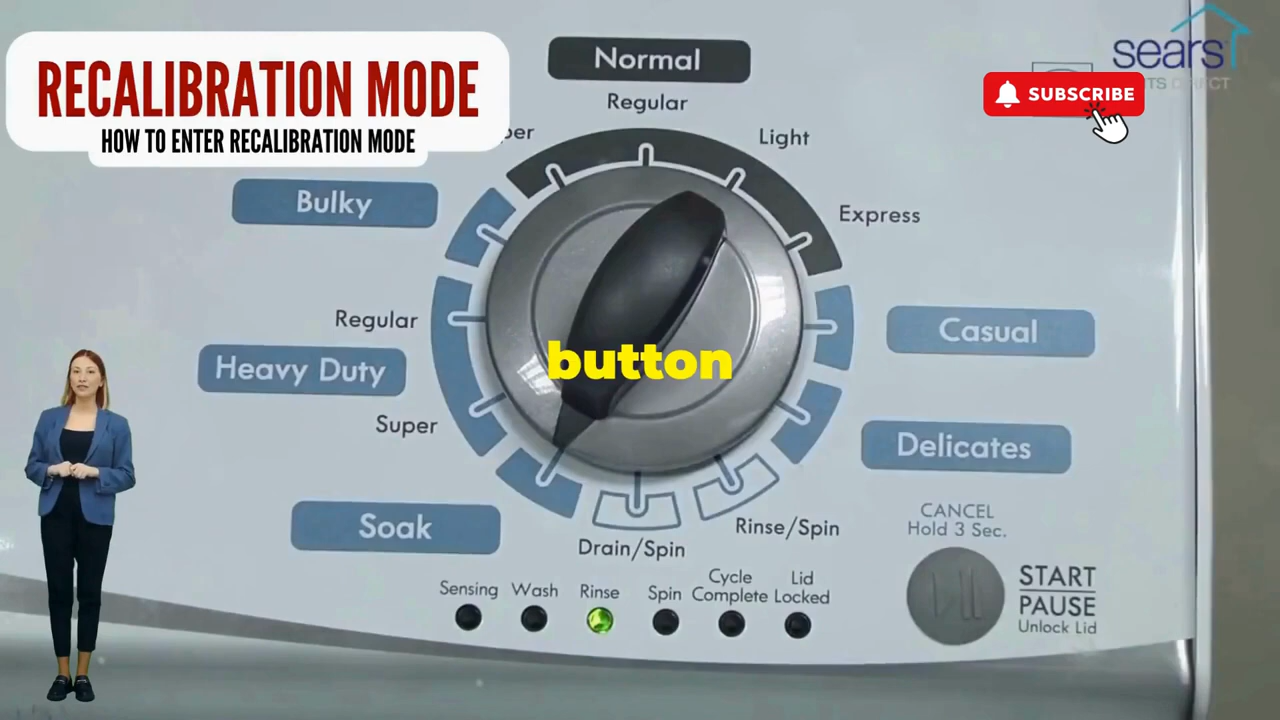 RECALIBRATION MODE
HOW TO ENTER RECALIBRATION MODE
sears
DIRECT
SUBSCRIBE
Normal
Regular
Light
Express
Bulky
Regular
Heavy Duty
Super
Soak
Casual
Delicates
button
Rinse/Spin
Drain/Spin
CANCEL
Hold 3 Sec.
START
PAUSE
Unlock Lid
Sensing
Wash
Rinse
Spin
Cycle
Complete
Lid
Locked